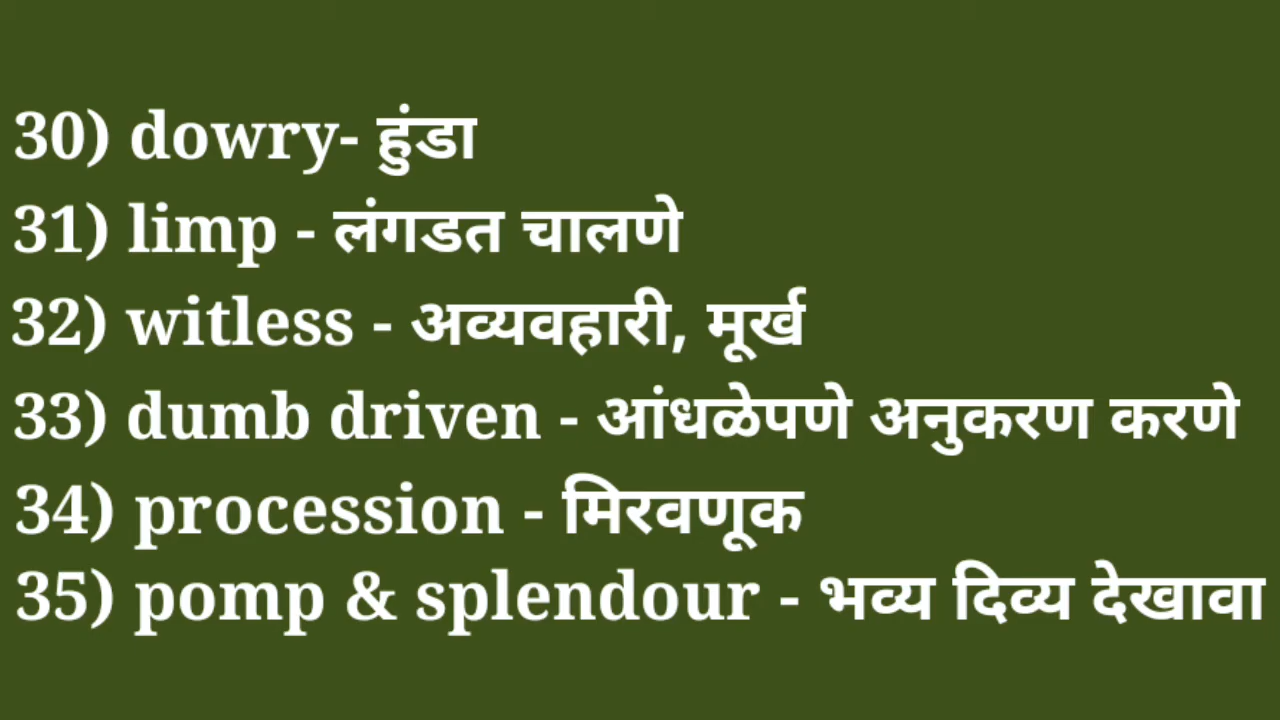 30) dowry- हुंडा
31) limp - लंगडत चालणे
32) witless - अव्यवहारी, मूर्ख
33) dumb driven - आंधळेपणे अनुकरण करणे
34) procession - मिरवणूक
35) pomp & splendour - भव्य दिव्य देखावा